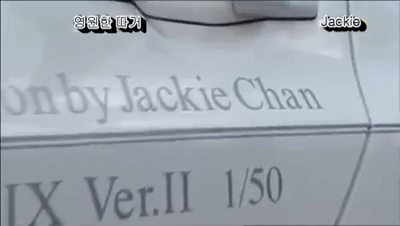 영원한 따거 Jackie
on by Jackie Chan
IX Ver.II 1/50